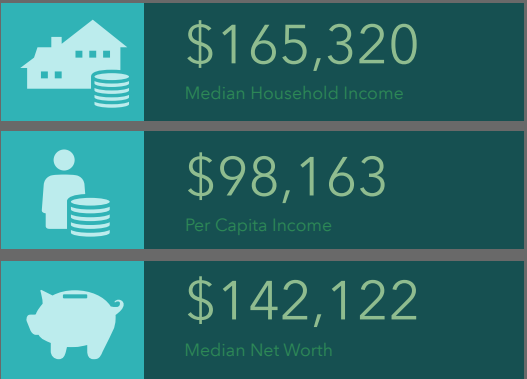 $165,320
Median Household Income
$98,163
Per Capita Income
$142,122
Median Net Worth